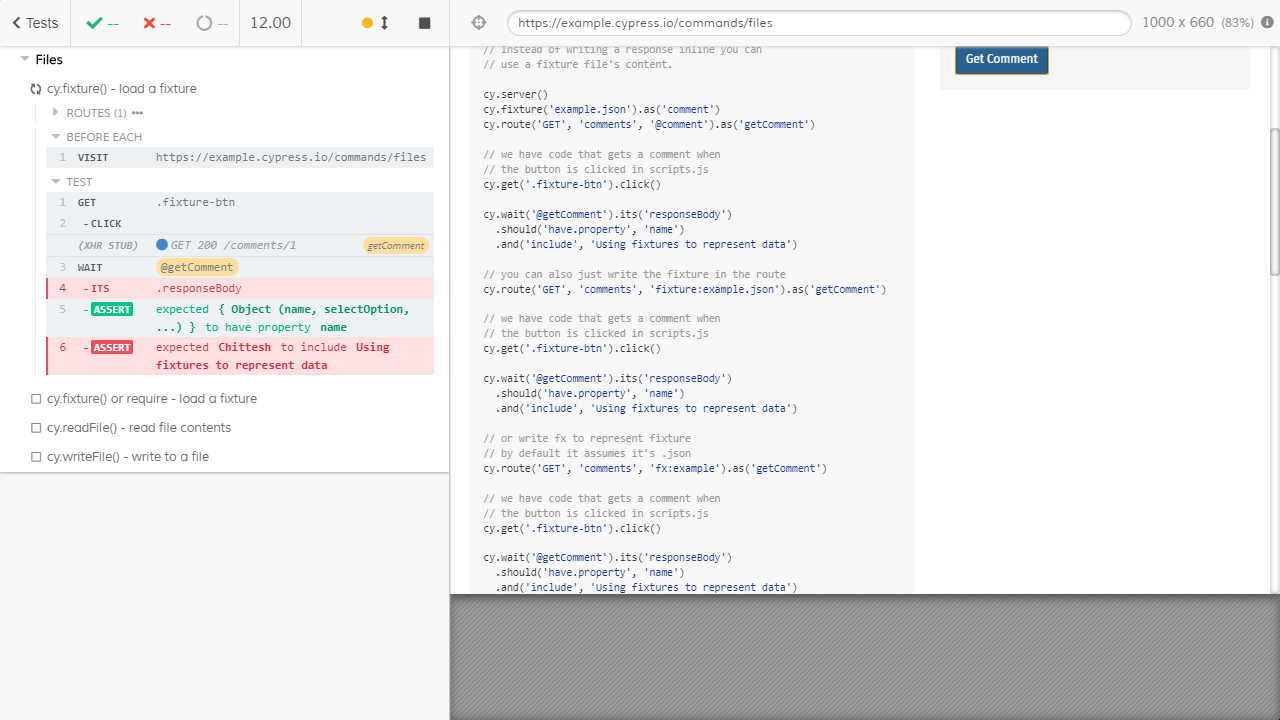 Tests
--
--
--
12.00
https://example.cypress.io/commands/files
1000 x 660 (83%)
Files
cy.fixture() - load a fixture
ROUTES (1)
BEFORE EACH
1 VISIT https://example.cypress.io/commands/files
TEST
1 GET .fixture-btn
2 - CLICK
(XHR STUB) GET 200 /comments/1 getComment
3 WAIT @getComment
4 - ITS .responseBody
5 - ASSERT expected { Object (name, selectOption,
...) } to have property name
6 - ASSERT expected Chittesh to include Using
fixtures to represent data
cy.fixture() or require - load a fixture
cy.readFile() - read file contents
cy.writeFile() - write to a file
// Instead of writing a response inline you can
// use a fixture file's content.
cy.server()
cy.fixture('example.json').as('comment')
cy.route('GET', 'comments', '@comment').as('getComment')
// we have code that gets a comment when
// the button is clicked in scripts.js
cy.get('.fixture-btn').click()
cy.wait('@getComment').its('responseBody')
.should('have.property', 'name')
.and('include', 'Using fixtures to represent data')
// you can also just write the fixture in the route
cy.route('GET', 'comments', 'fixture:example.json').as('getComment')
// we have code that gets a comment when
// the button is clicked in scripts.js
cy.get('.fixture-btn').click()
cy.wait('@getComment').its('responseBody')
.should('have.property', 'name')
.and('include', 'Using fixtures to represent data')
// or write fx to represent fixture
// by default it assumes it's .json
cy.route('GET', 'comments', 'fx:example').as('getComment')
// we have code that gets a comment when
// the button is clicked in scripts.js
cy.get('.fixture-btn').click()
cy.wait('@getComment').its('responseBody')
.should('have.property', 'name')
.and('include', 'Using fixtures to represent data')
Get Comment